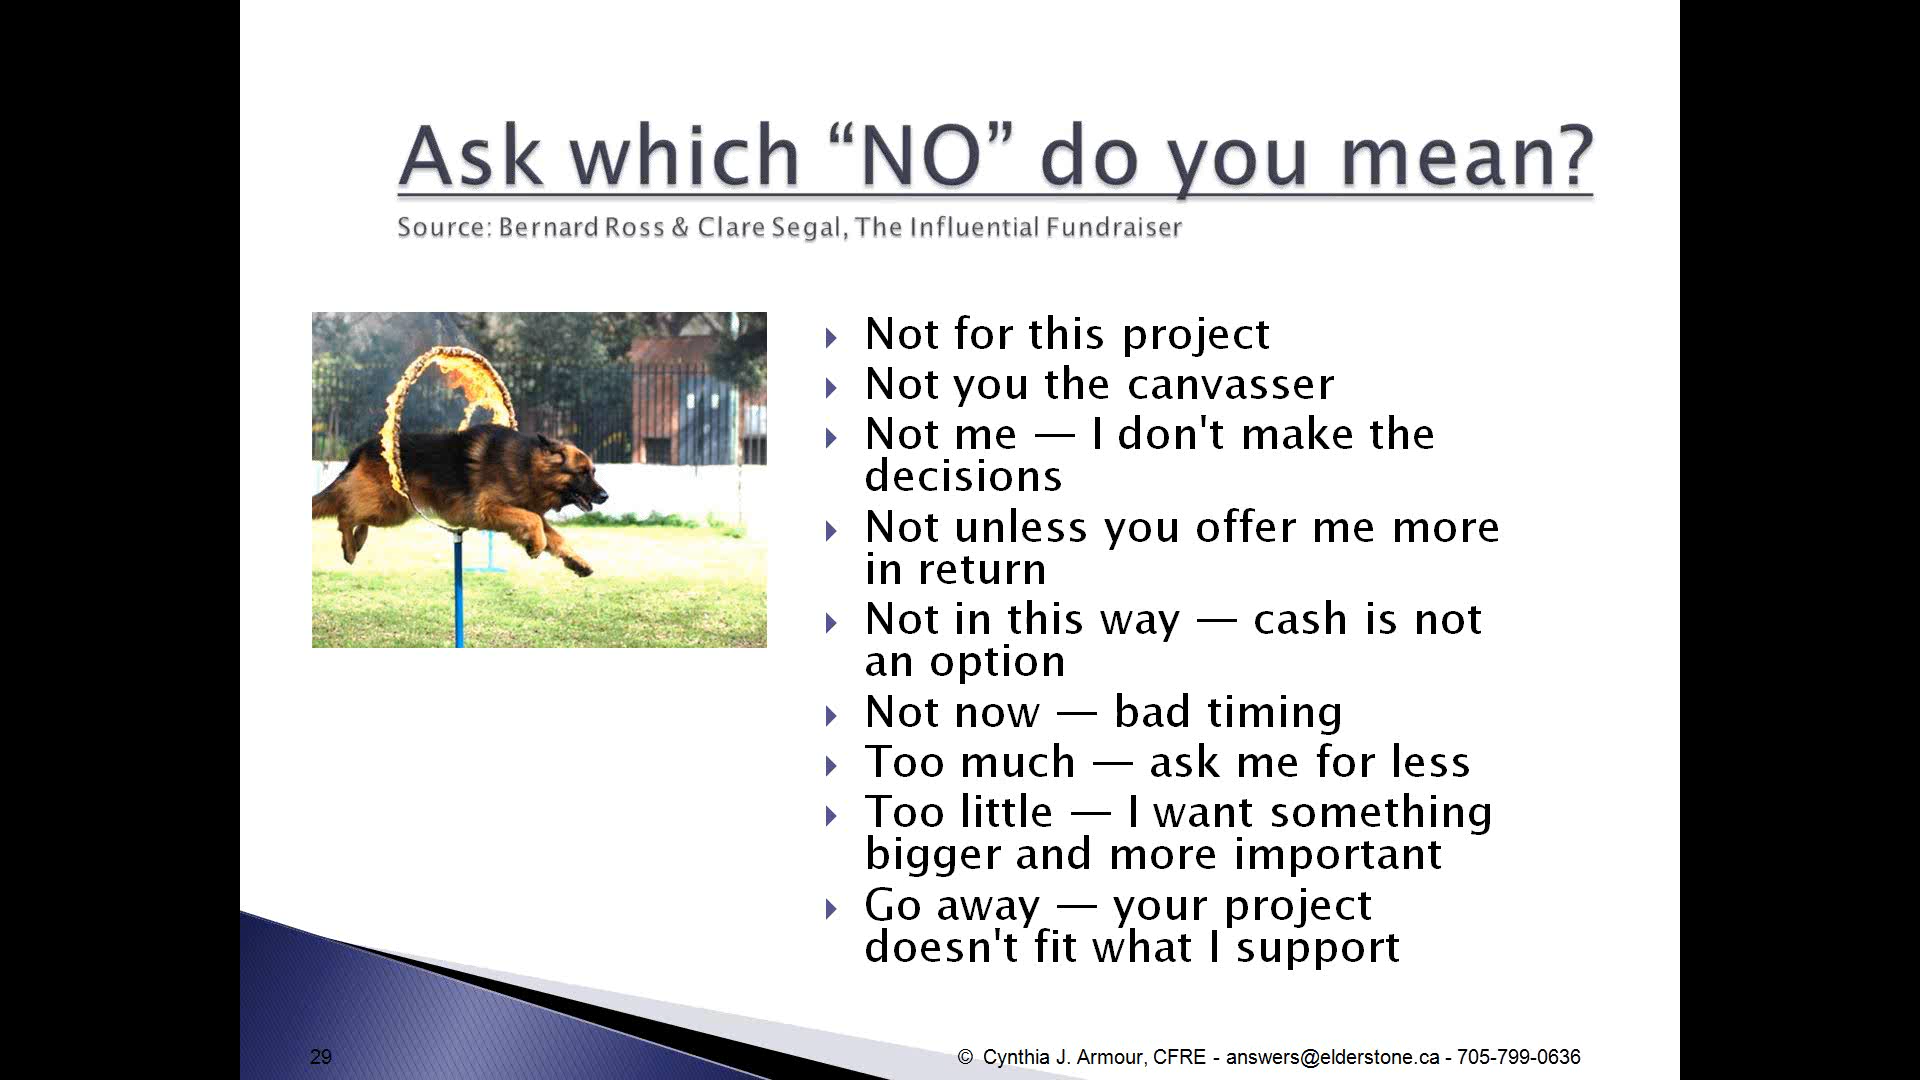 Ask which “NO” do you mean?
Source: Bernard Ross & Clare Segal, The Influential Fundraiser
Not for this project
Not you the canvasser
Not me — I don't make the
decisions
Not unless you offer me more
in return
Not in this way — cash is not
an option
Not now — bad timing
Too much — ask me for less
Too little — I want something
bigger and more important
Go away — your project
doesn't fit what I support
29
© Cynthia J. Armour, CFRE - answers@elderstone.ca - 705-799-0636